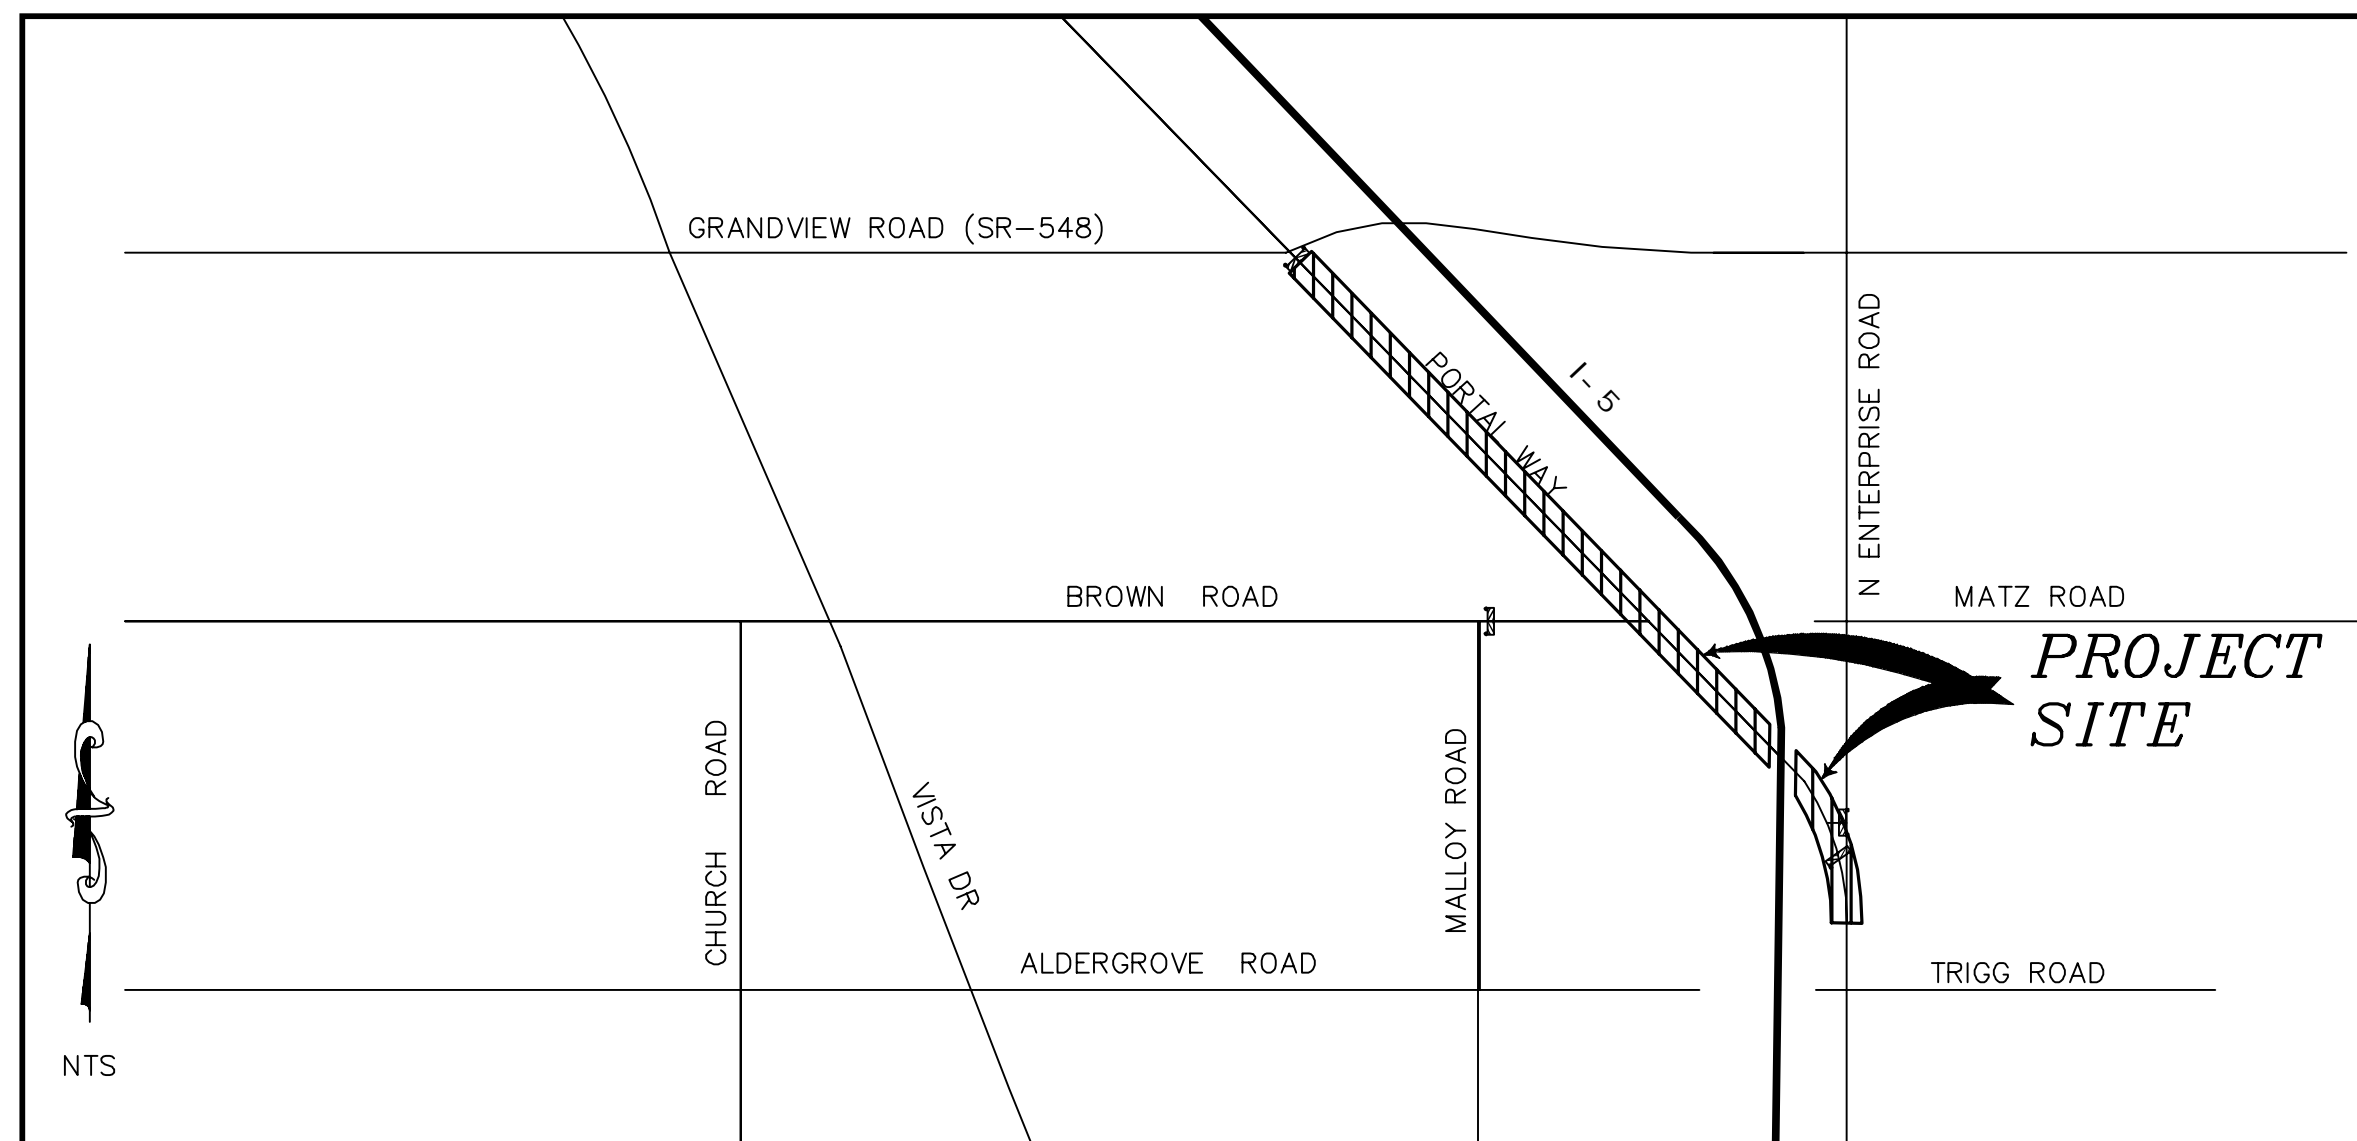 GRANDVIEW ROAD (SR-548)
PORTAL WAY
I-5
N ENTERPRISE ROAD
BROWN ROAD
MATZ ROAD
PROJECT
SITE
CHURCH ROAD
VISTA DR
MALLOY ROAD
ALDERGROVE ROAD
TRIGG ROAD
NTS